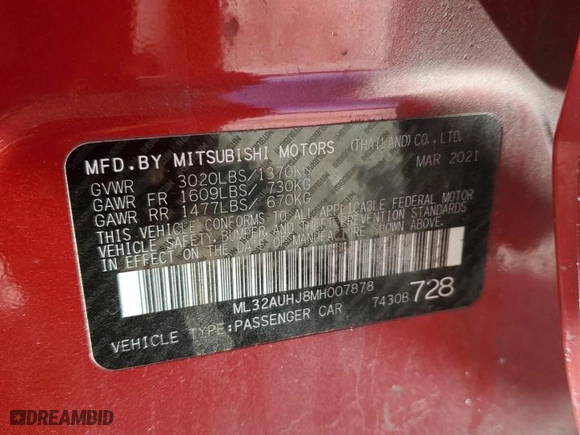 MFD.BY MITSUBISHI MOTORS (THAILAND) CO.,LTD.
MAR 2021
GVWR 3020LBS/1370KG
GAWR FR 1609LBS/ 730KG
GAWR RR 1477LBS/ 670KG
THIS VEHICLE CONFORMS TO ALL APPLICABLE FEDERAL MOTOR
VEHICLE SAFETY, BUMPER, AND THEFT PREVENTION STANDARDS
IN EFFECT ON THE DATE OF MANUFACTURE SHOWN ABOVE.
ML32AUHJ8MH007878
VEHICLE TYPE:PASSENGER CAR 7430B 728
DREAMBID